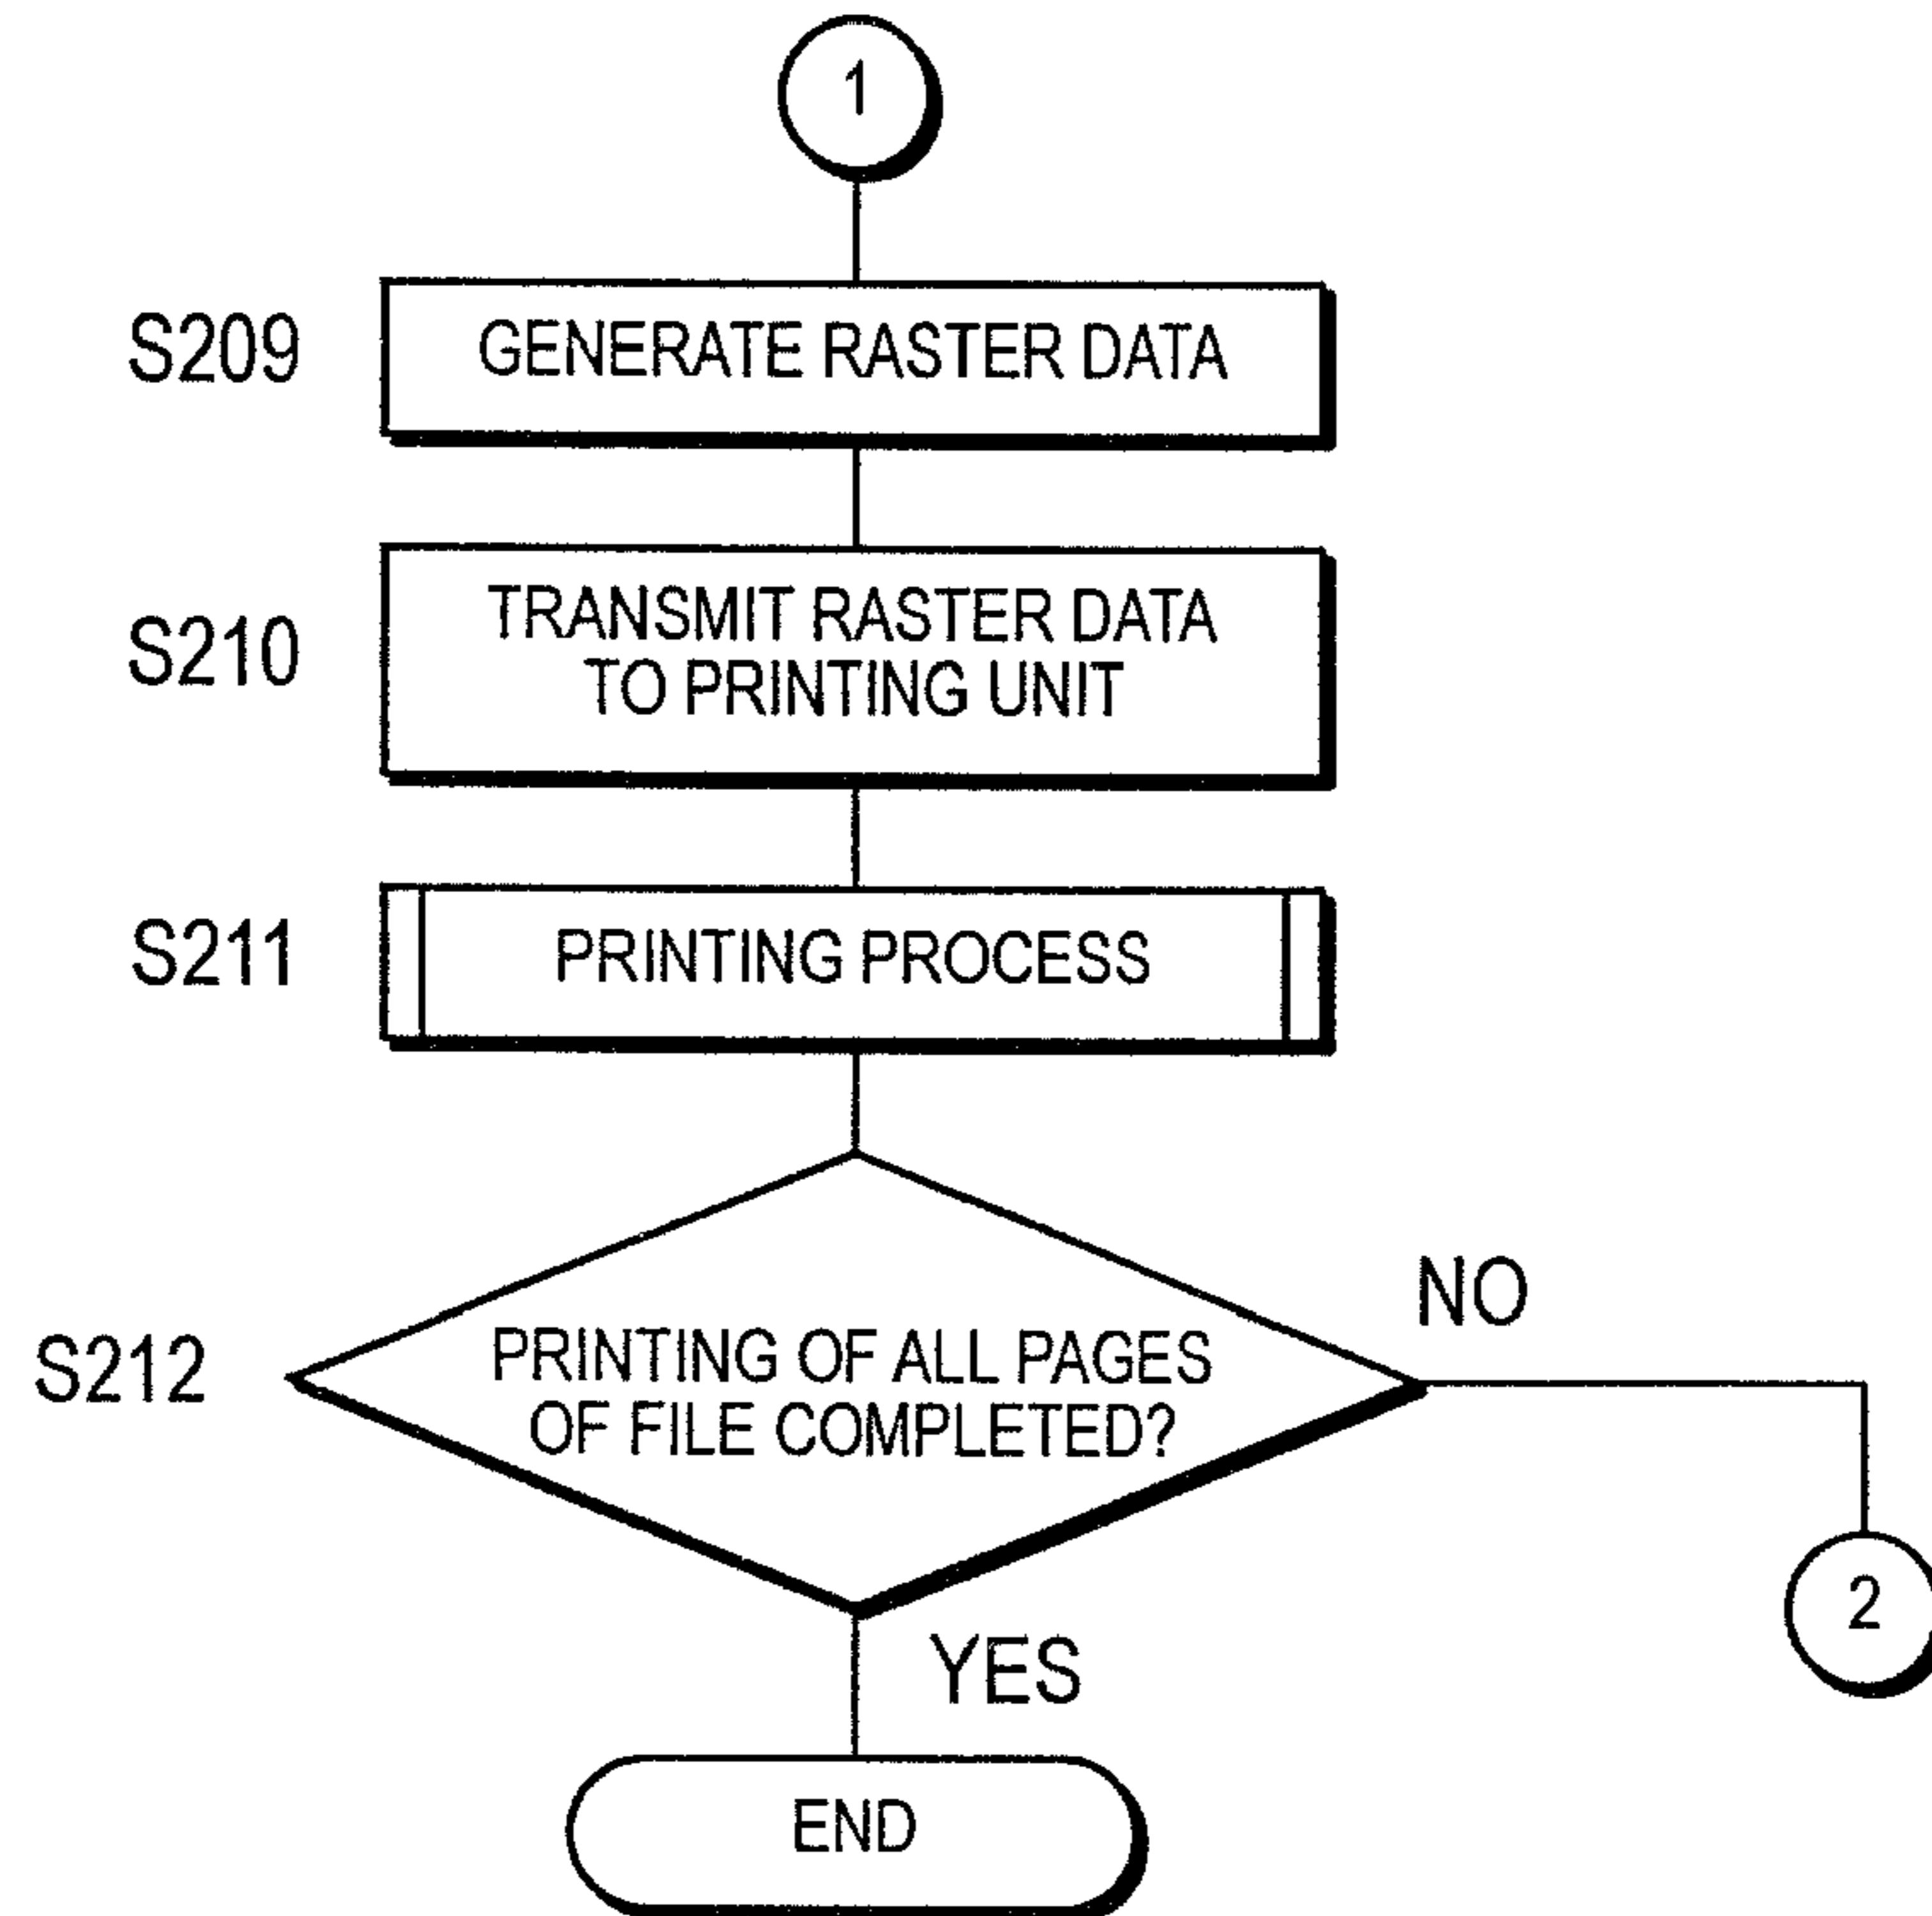 1
S209
GENERATE RASTER DATA
S210
TRANSMIT RASTER DATA
TO PRINTING UNIT
S211
PRINTING PROCESS
S212
PRINTING OF ALL PAGES
OF FILE COMPLETED?
NO
2
YES
END